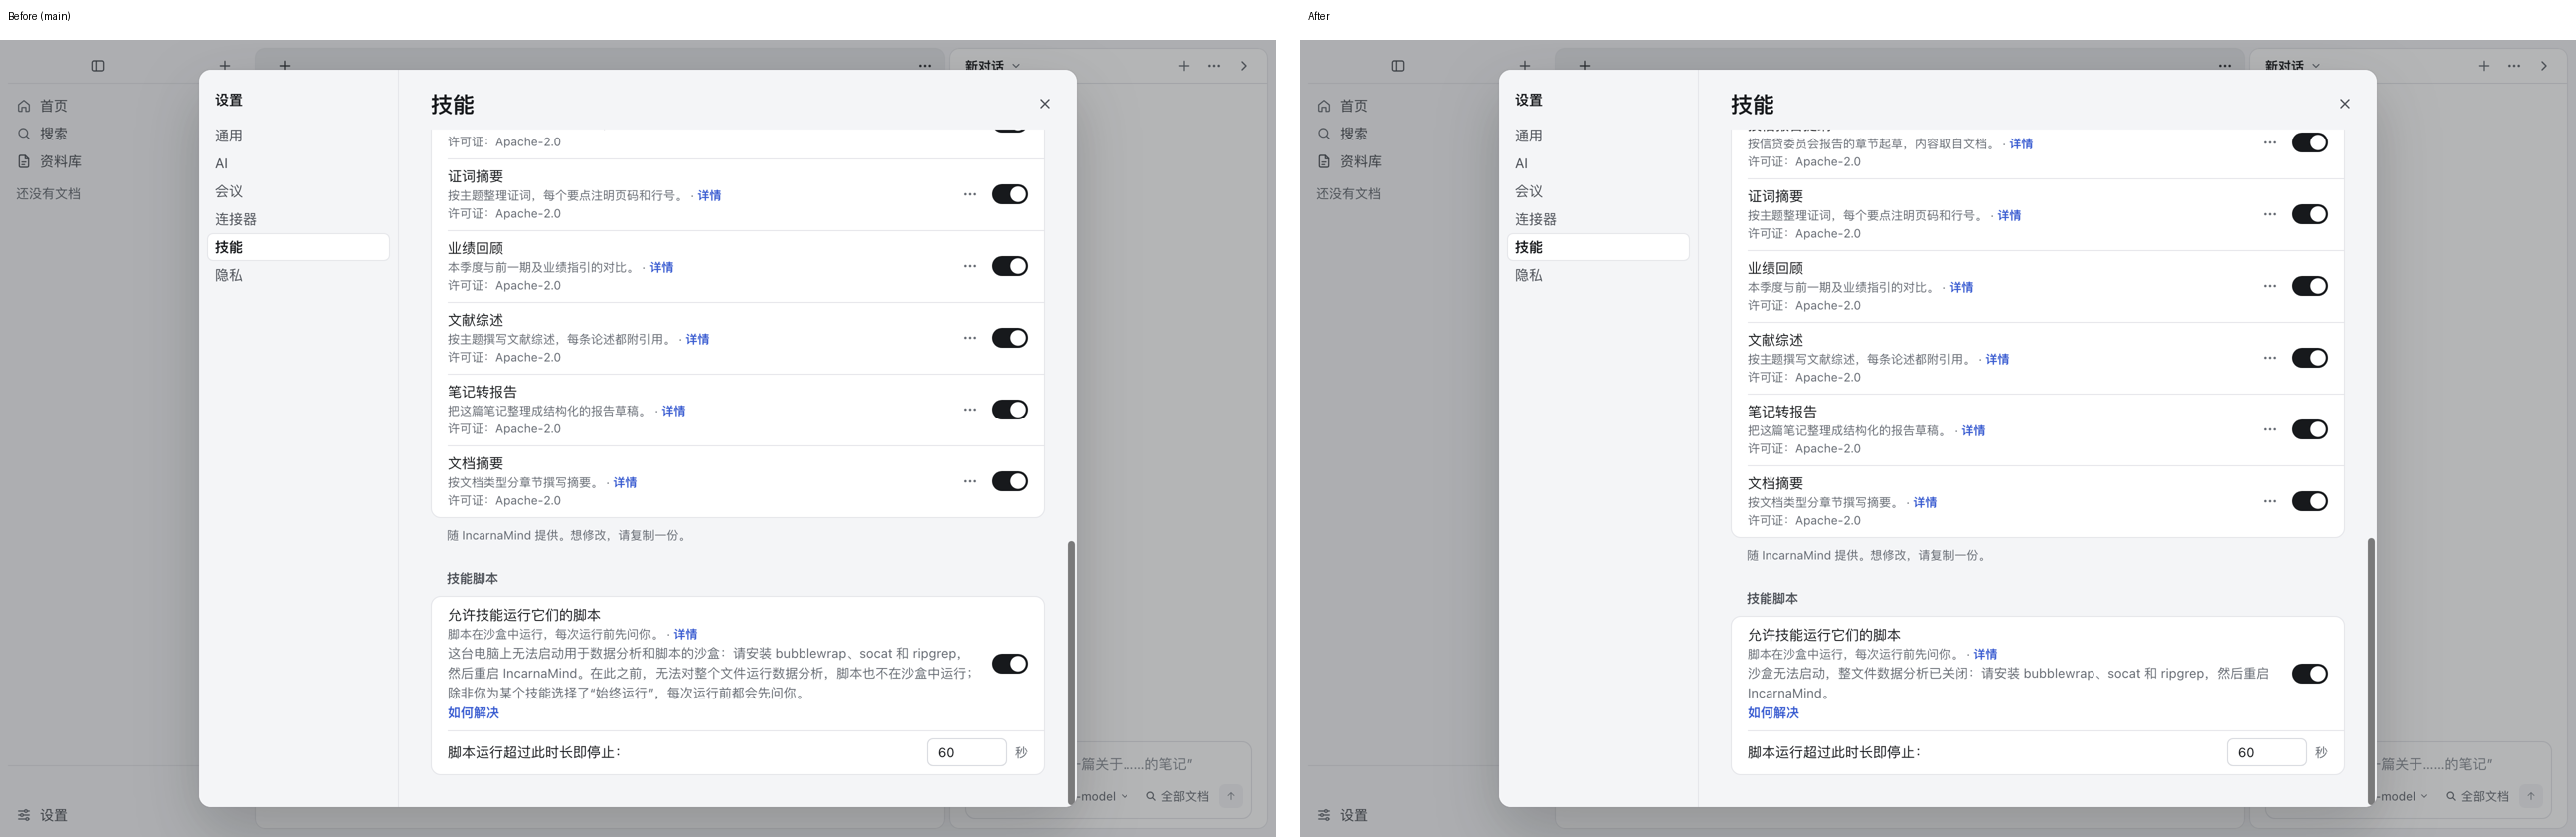 Before (main)
新对话
首页
搜索
资料库
还没有文档
设置
设置
通用
AI
会议
连接器
技能
隐私
技能
许可证：Apache-2.0
证词摘要
按主题整理证词，每个要点注明页码和行号。 · 详情
许可证：Apache-2.0
业绩回顾
本季度与前一期及业绩指引的对比。 · 详情
许可证：Apache-2.0
文献综述
按主题撰写文献综述，每条论述都附引用。 · 详情
许可证：Apache-2.0
笔记转报告
把这篇笔记整理成结构化的报告草稿。 · 详情
许可证：Apache-2.0
文档摘要
按文档类型分章节撰写摘要。 · 详情
许可证：Apache-2.0
随 IncarnaMind 提供。想修改，请复制一份。
技能脚本
允许技能运行它们的脚本
脚本在沙盒中运行，每次运行前先问你。 · 详情
这台电脑上无法启动用于数据分析和脚本的沙盒：请安装 bubblewrap、socat 和 ripgrep，
然后重启 IncarnaMind。在此之前，无法对整个文件运行数据分析，脚本也不在沙盒中运行；
除非你为某个技能选择了“始终运行”，每次运行前都会先问你。
如何解决
脚本运行超过此时长即停止：
60 秒
篇关于……的笔记”
-model
全部文档
After
新对话
首页
搜索
资料库
还没有文档
设置
设置
通用
AI
会议
连接器
技能
隐私
技能
按信贷委员会报告的章节起草，内容取自文档。 · 详情
许可证：Apache-2.0
证词摘要
按主题整理证词，每个要点注明页码和行号。 · 详情
许可证：Apache-2.0
业绩回顾
本季度与前一期及业绩指引的对比。 · 详情
许可证：Apache-2.0
文献综述
按主题撰写文献综述，每条论述都附引用。 · 详情
许可证：Apache-2.0
笔记转报告
把这篇笔记整理成结构化的报告草稿。 · 详情
许可证：Apache-2.0
文档摘要
按文档类型分章节撰写摘要。 · 详情
许可证：Apache-2.0
随 IncarnaMind 提供。想修改，请复制一份。
技能脚本
允许技能运行它们的脚本
脚本在沙盒中运行，每次运行前先问你。 · 详情
沙盒无法启动，整文件数据分析已关闭：请安装 bubblewrap、socat 和 ripgrep，然后重启
IncarnaMind。
如何解决
脚本运行超过此时长即停止：
60 秒
篇关于……的笔记”
-model
全部文档